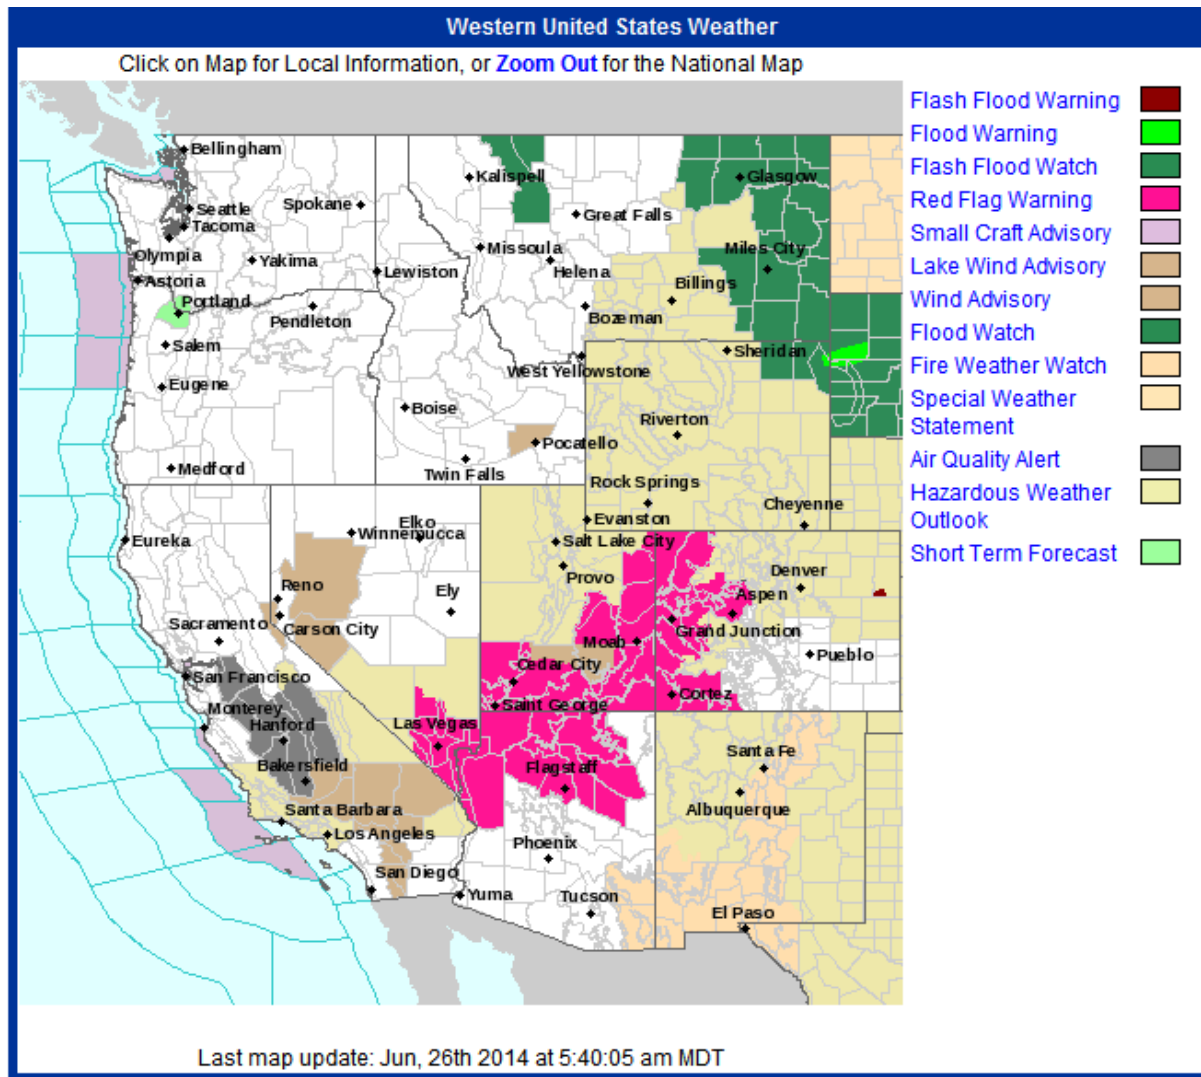 Western United States Weather
Click on Map for Local Information, or Zoom Out for the National Map
Flash Flood Warning
Flood Warning
Flash Flood Watch
Red Flag Warning
Small Craft Advisory
Lake Wind Advisory
Wind Advisory
Flood Watch
Fire Weather Watch
Special Weather
Statement
Air Quality Alert
Hazardous Weather
Outlook
Short Term Forecast
Bellingham
Kalispell
Glasgow
Seattle
Spokane
Great Falls
Tacoma
Olympia
Yakima
Missoula
Miles City
Lewiston
Helena
Astoria
Billings
Portland
Pendleton
Bozeman
Salem
Sheridan
West Yellowstone
Eugene
Boise
Riverton
Pocatello
Medford
Twin Falls
Rock Springs
Cheyenne
Evanston
Elko
Winnemucca
Eureka
Salt Lake City
Provo
Denver
Reno
Ely
Aspen
Sacramento
Carson City
Grand Junction
Moab
Pueblo
Cedar City
San Francisco
Cortez
Monterey
Saint George
Hanford
Las Vegas
Santa Fe
Bakersfield
Flagstaff
Albuquerque
Santa Barbara
Los Angeles
Phoenix
San Diego
Yuma
Tucson
El Paso
Last map update: Jun, 26th 2014 at 5:40:05 am MDT